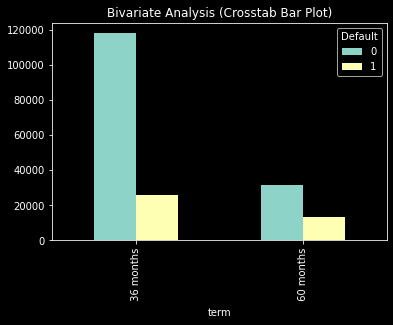 Bivariate Analysis (Crosstab Bar Plot)
Default
0
1
120000
100000
80000
60000
40000
20000
0
36 months
60 months
term